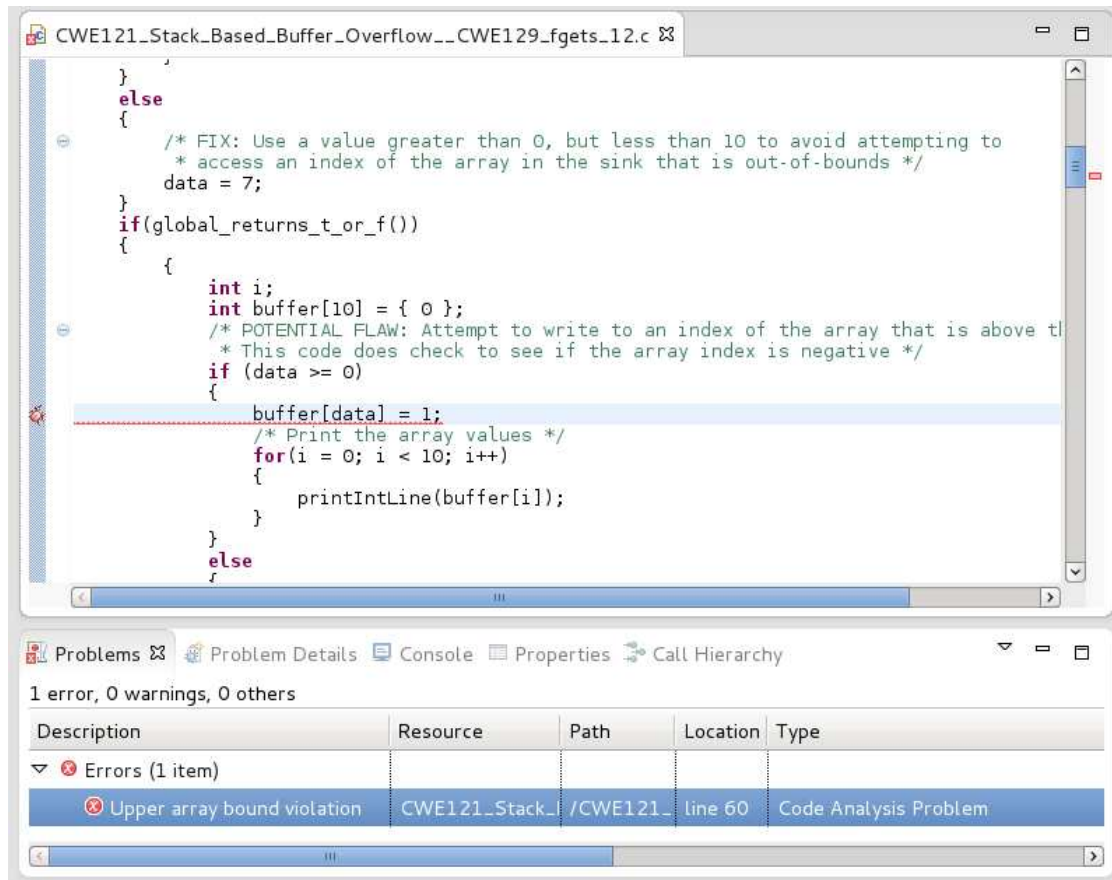 CWE121_Stack_Based_Buffer_Overflow__CWE129_fgets_12.c
}
}
else
{
/* FIX: Use a value greater than 0, but less than 10 to avoid attempting to
* access an index of the array in the sink that is out-of-bounds */
data = 7;
}
if(global_returns_t_or_f())
{
{
int i;
int buffer[10] = { 0 };
/* POTENTIAL FLAW: Attempt to write to an index of the array that is above
* This code does check to see if the array index is negative */
if (data >= 0)
{
buffer[data] = 1;
/* Print the array values */
for(i = 0; i < 10; i++)
{
printIntLine(buffer[i]);
}
}
else
{
Problems Problem Details Console Properties Call Hierarchy
1 error, 0 warnings, 0 others
Description Resource Path Location Type
Errors (1 item)
Upper array bound violation CWE121_Stack_ /CWE121_ line 60 Code Analysis Problem